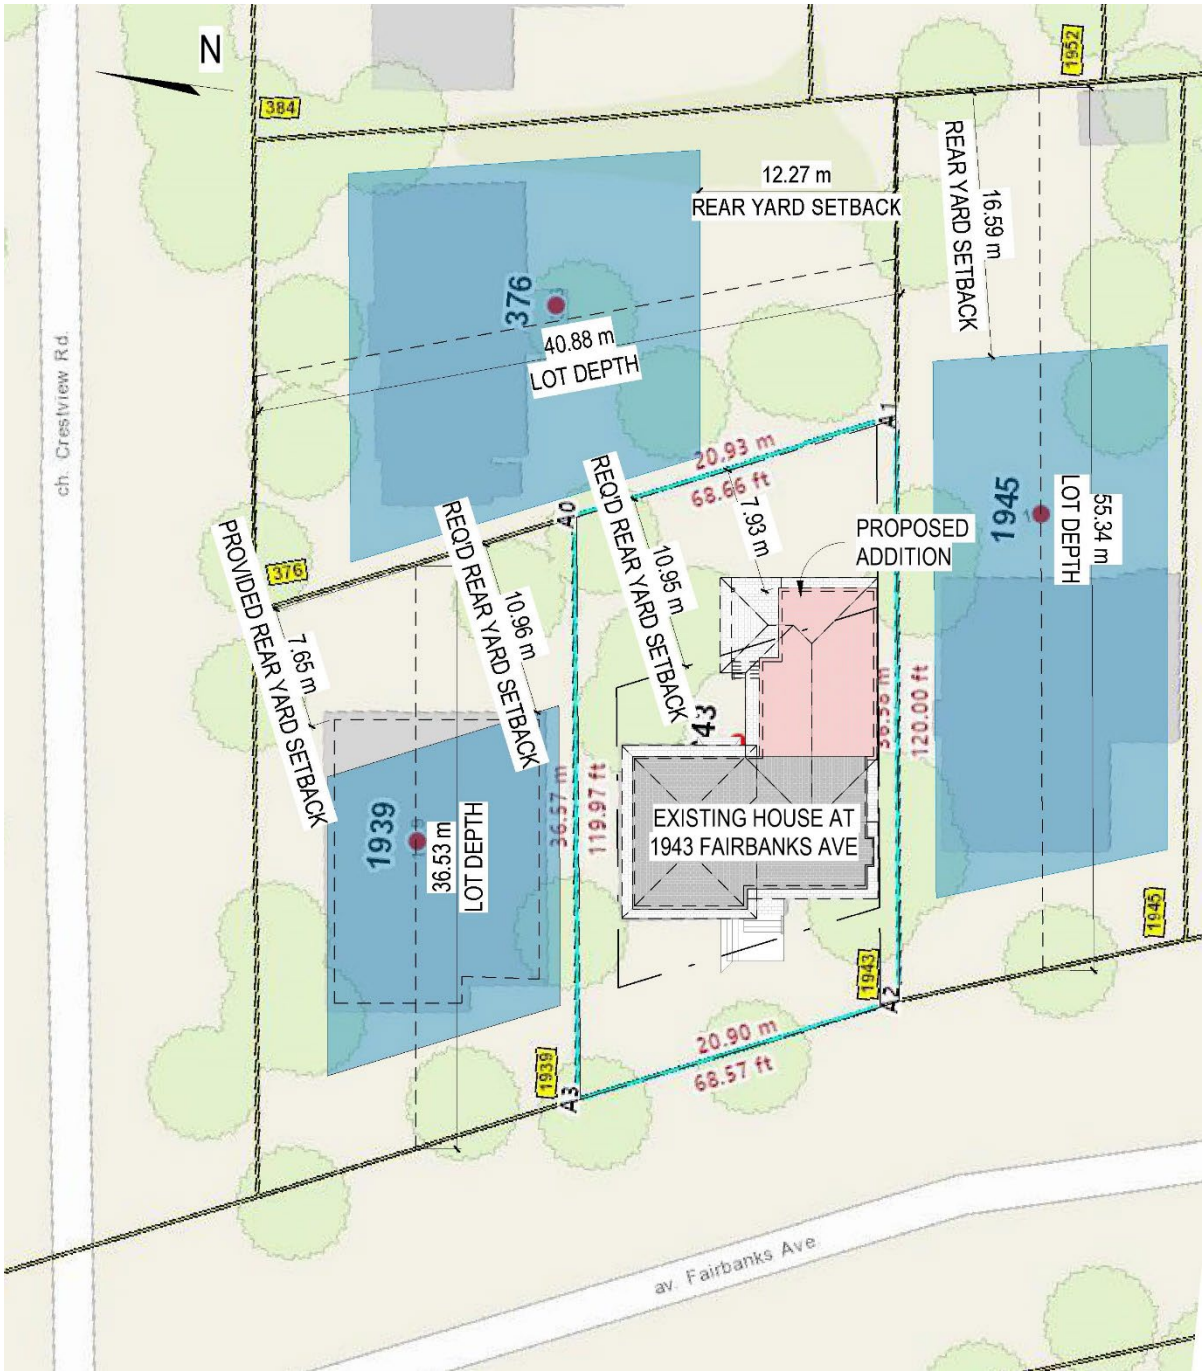 N
384
1952
ch. Crestview Rd.
12.27 m
REAR YARD SETBACK
16.59 m
REAR YARD SETBACK
376
40.88 m
LOT DEPTH
A1
20.93 m
68.66 ft
7.93 m
REQ'D REAR YARD SETBACK
10.95 m
A0
REQ'D REAR YARD SETBACK
10.96 m
376
PROVIDED REAR YARD SETBACK
7.65 m
PROPOSED
ADDITION
1945
LOT DEPTH
55.34 m
43
36.98 m
120.00 ft
36.57 m
119.97 ft
1939
36.53 m
LOT DEPTH
EXISTING HOUSE AT
1943 FAIRBANKS AVE
1945
1943
A2
20.90 m
68.57 ft
1939
A3
av. Fairbanks Ave